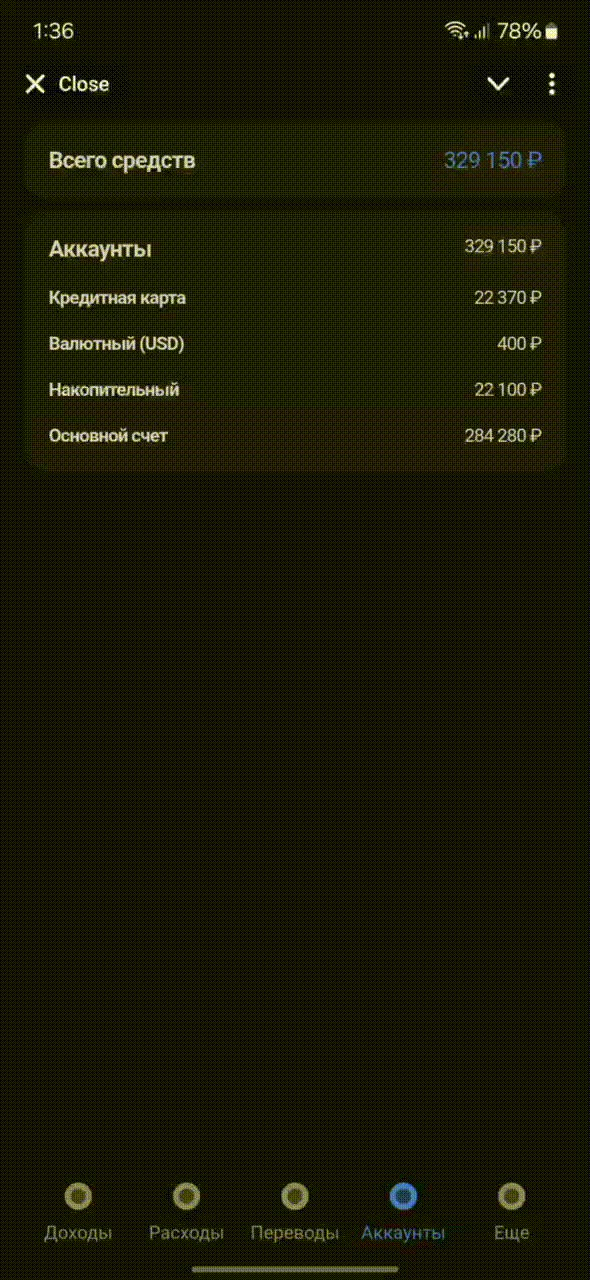 1:36
78%
Close
Всего средств 329 150 ₽
Аккаунты 329 150 ₽
Кредитная карта 22 370 ₽
Валютный (USD) 400 ₽
Накопительный 22 100 ₽
Основной счет 284 280 ₽
Доходы Расходы Переводы Аккаунты Еще